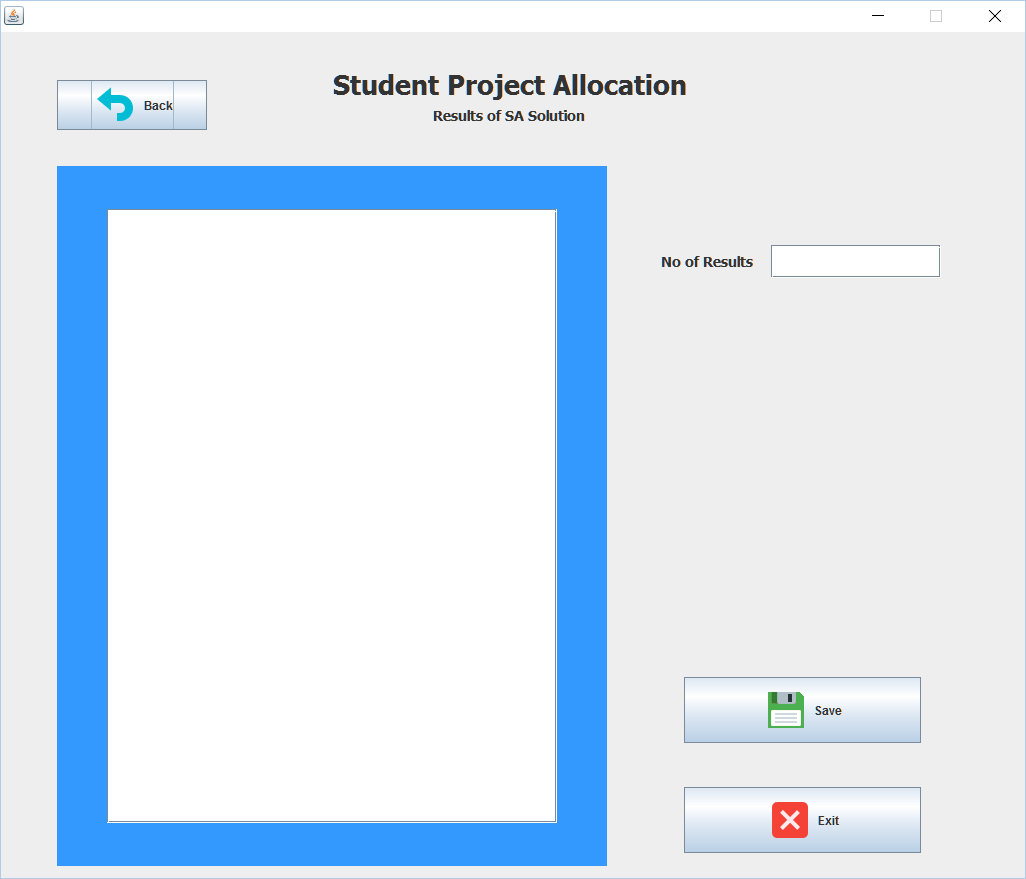 Student Project Allocation
Back
Results of SA Solution
No of Results
Save
Exit